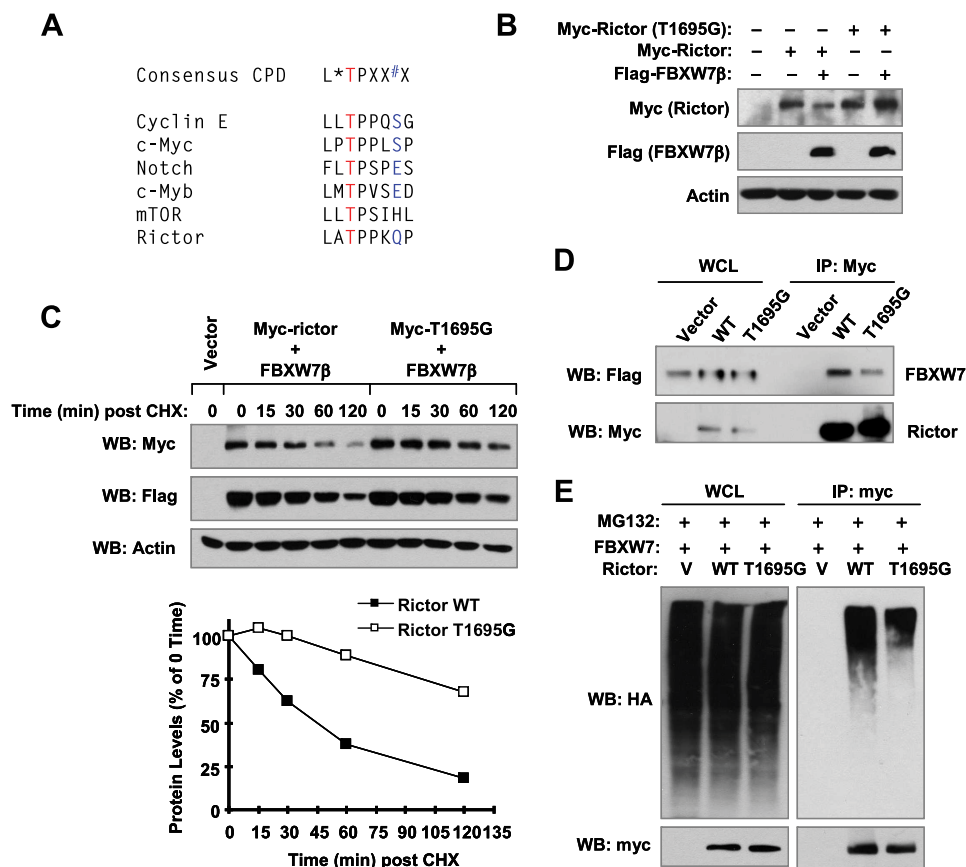 A
Consensus CPD L*TPXX#X
Cyclin E LLTPPQSG
c-Myc LPTPPLSP
Notch FLTPSPES
c-Myb LMTPVSED
mTOR LLTPSIHL
Rictor LATPPKQP
B
Myc-Rictor (T1695G): – – – + +
Myc-Rictor: – + + – –
Flag-FBXW7β: – – + – +
Myc (Rictor)
Flag (FBXW7β)
Actin
C
Vector
Myc-rictor + FBXW7β
Myc-T1695G + FBXW7β
Time (min) post CHX: 0 0 15 30 60 120 0 15 30 60 120
WB: Myc
WB: Flag
WB: Actin
Rictor WT
Rictor T1695G
Protein Levels (% of 0 Time)
100
75
50
25
0
0 15 30 45 60 75 90 105 120 135
Time (min) post CHX
D
WCL IP: Myc
Vector WT T1695G Vector WT T1695G
WB: Flag FBXW7
WB: Myc Rictor
E
WCL IP: myc
MG132: + + + + + +
FBXW7: + + + + + +
Rictor: V WT T1695G V WT T1695G
WB: HA
WB: myc